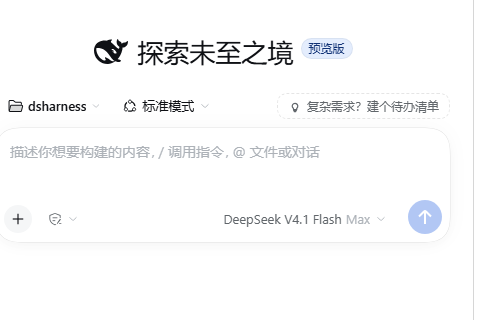 探索未至之境 预览版
dsharness 标准模式 复杂需求？建个待办清单
描述你想要构建的内容, / 调用指令, @ 文件或对话
DeepSeek V4.1 Flash Max